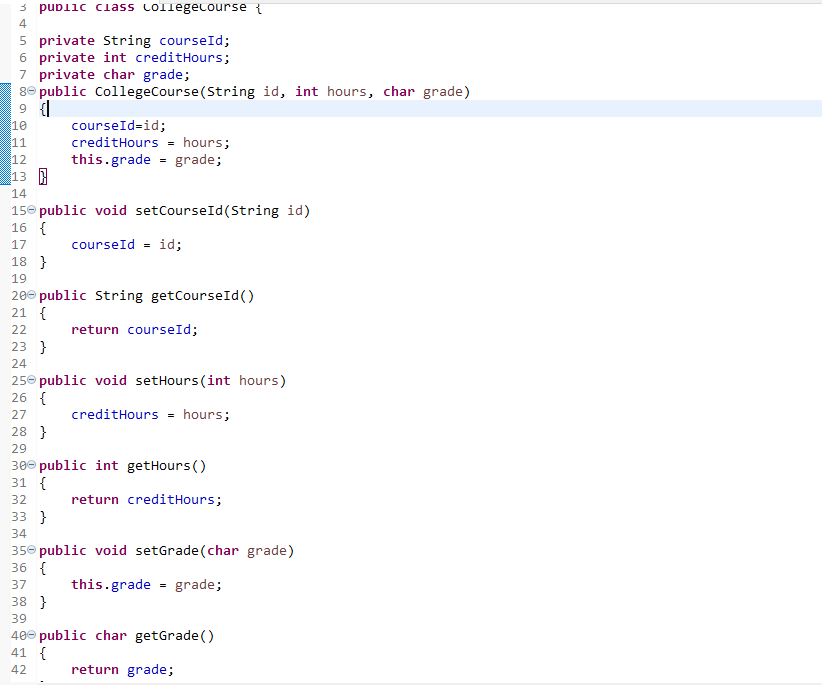 3 public class CollegeCourse {
4
5 private String courseId;
6 private int creditHours;
7 private char grade;
8 public CollegeCourse(String id, int hours, char grade)
9 {
10     courseId=id;
11     creditHours = hours;
12     this.grade = grade;
13 }
14
15 public void setCourseId(String id)
16 {
17     courseId = id;
18 }
19
20 public String getCourseId()
21 {
22     return courseId;
23 }
24
25 public void setHours(int hours)
26 {
27     creditHours = hours;
28 }
29
30 public int getHours()
31 {
32     return creditHours;
33 }
34
35 public void setGrade(char grade)
36 {
37     this.grade = grade;
38 }
39
40 public char getGrade()
41 {
42     return grade;